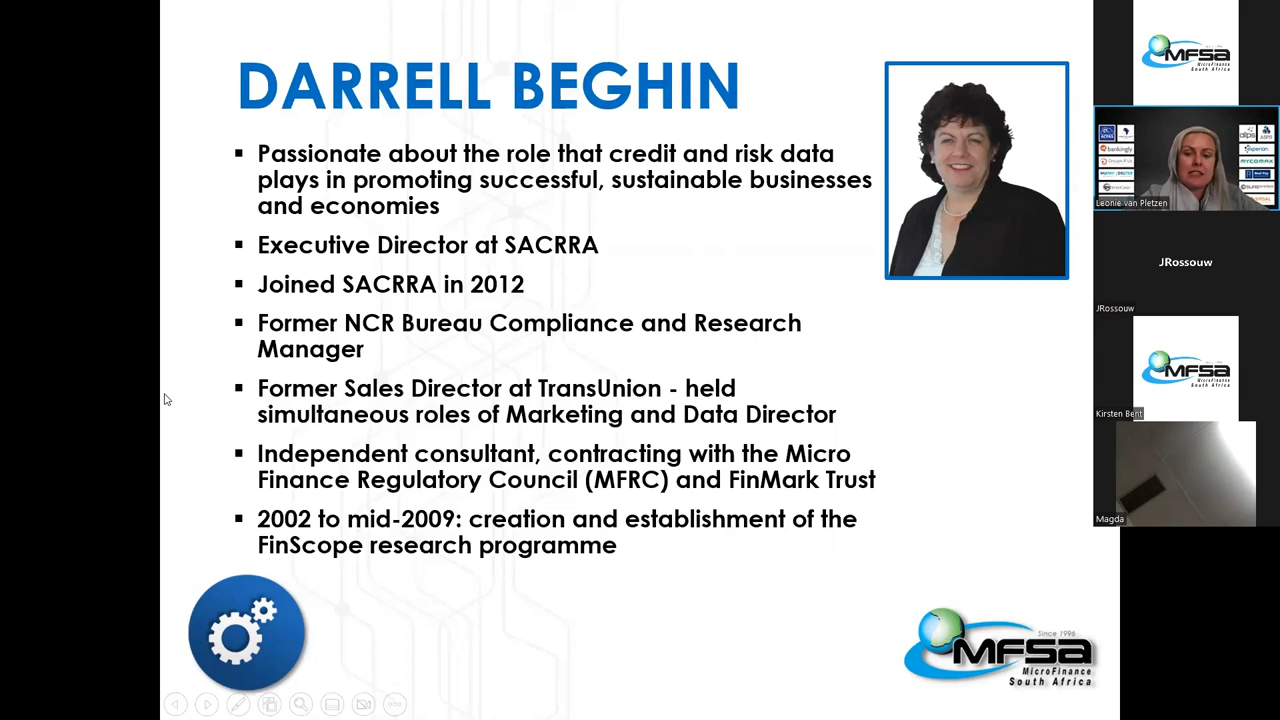 DARRELL BEGHIN
▪ Passionate about the role that credit and risk data
plays in promoting successful, sustainable businesses
and economies
▪ Executive Director at SACRRA
▪ Joined SACRRA in 2012
▪ Former NCR Bureau Compliance and Research
Manager
▪ Former Sales Director at TransUnion - held
simultaneous roles of Marketing and Data Director
▪ Independent consultant, contracting with the Micro
Finance Regulatory Council (MFRC) and FinMark Trust
▪ 2002 to mid-2009: creation and establishment of the
FinScope research programme
Since 1996
MFSA
MicroFinance
South Africa
MFSA
MicroFinance
South Africa
bankingly
experian
MYCOMAX
Leonie van Pletzen
JRossouw
JRossouw
MFSA
MicroFinance
South Africa
Kirsten Bent
Magda